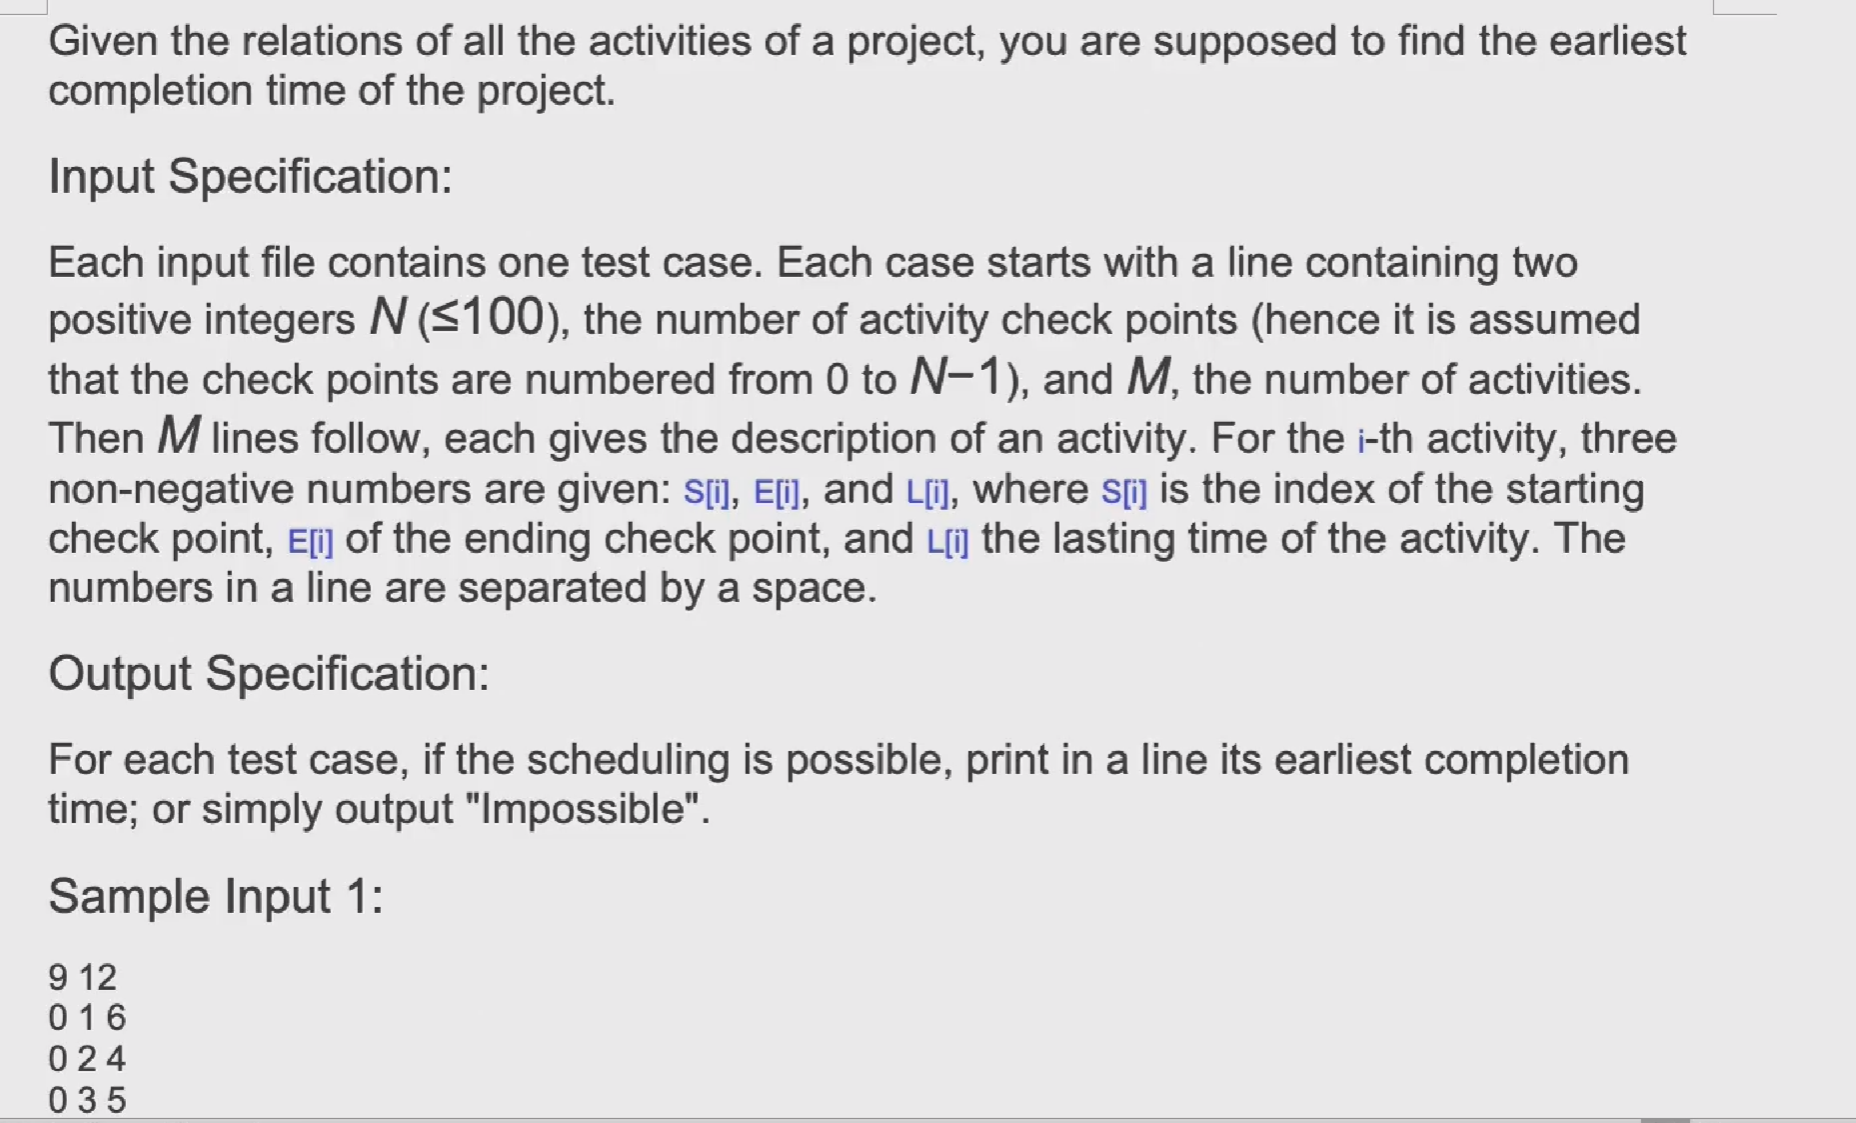 Given the relations of all the activities of a project, you are supposed to find the earliest
completion time of the project.
Input Specification:
Each input file contains one test case. Each case starts with a line containing two
positive integers N (≤100), the number of activity check points (hence it is assumed
that the check points are numbered from 0 to N−1), and M, the number of activities.
Then M lines follow, each gives the description of an activity. For the i-th activity, three
non-negative numbers are given: S[i], E[i], and L[i], where S[i] is the index of the starting
check point, E[i] of the ending check point, and L[i] the lasting time of the activity. The
numbers in a line are separated by a space.
Output Specification:
For each test case, if the scheduling is possible, print in a line its earliest completion
time; or simply output "Impossible".
Sample Input 1:
9 12
0 1 6
0 2 4
0 3 5